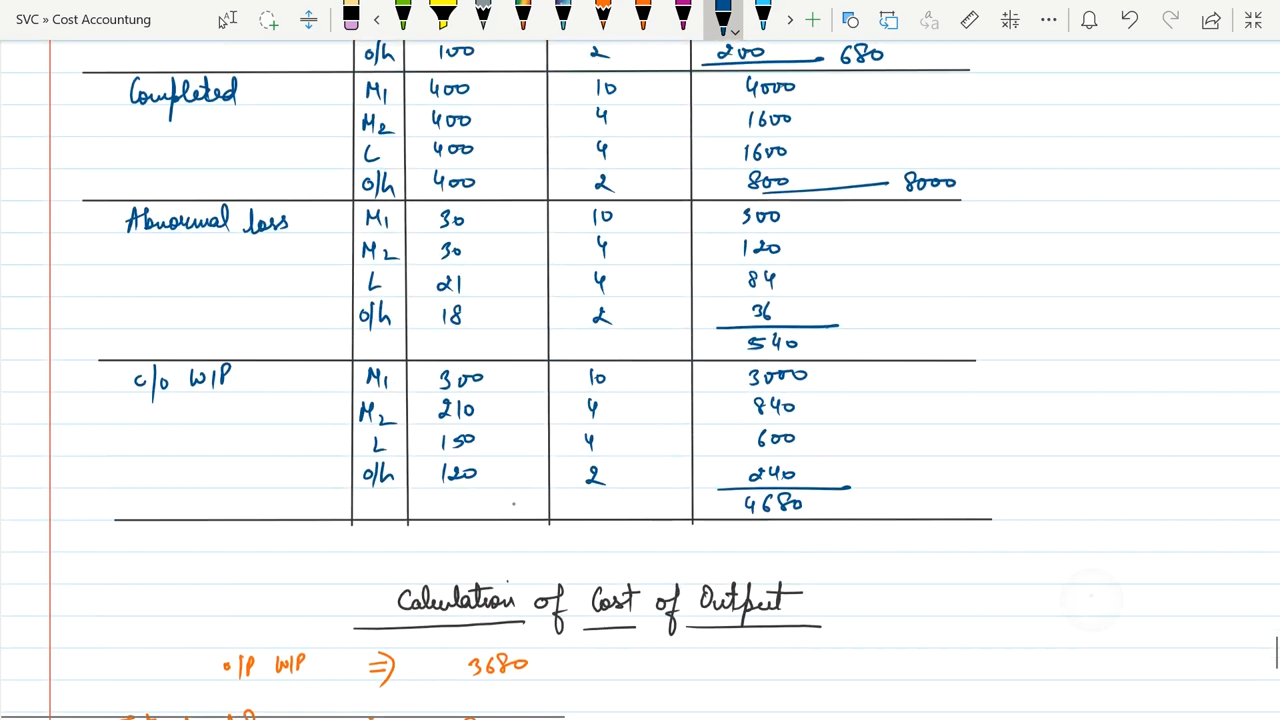 SVC » Cost Accountung
o/h 100 2 200 680
Completed M1 400 10 4000
M2 400 4 1600
L 400 4 1600
o/h 400 2 800 8000
Abnormal loss M1 30 10 300
M2 30 4 120
L 21 4 84
o/h 18 2 36
540
c/o WIP M1 300 10 3000
M2 210 4 840
L 150 4 600
o/h 120 2 240
4680
Calculation of Cost of Output
o/P WIP ⇒ 3680